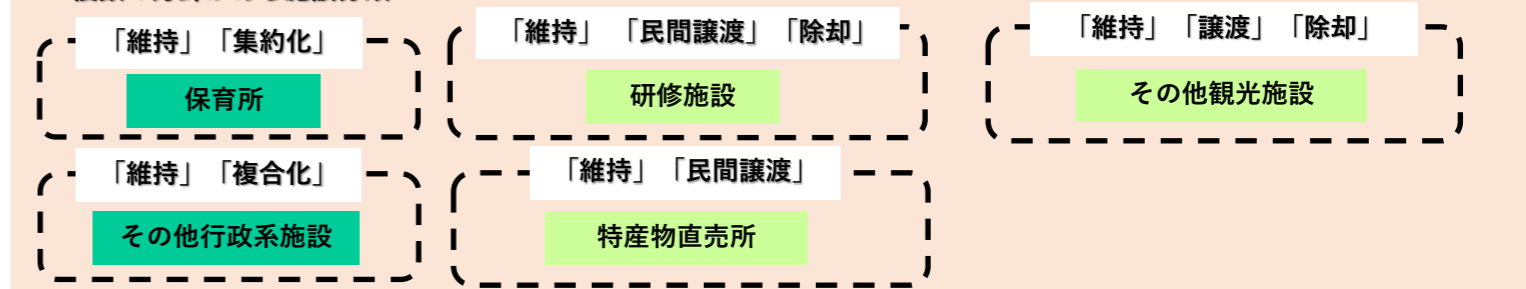 「維持」「集約化」
保育所
「維持」「民間譲渡」「除却」
研修施設
「維持」「譲渡」「除却」
その他観光施設
「維持」「複合化」
その他行政系施設
「維持」「民間譲渡」
特産物直売所